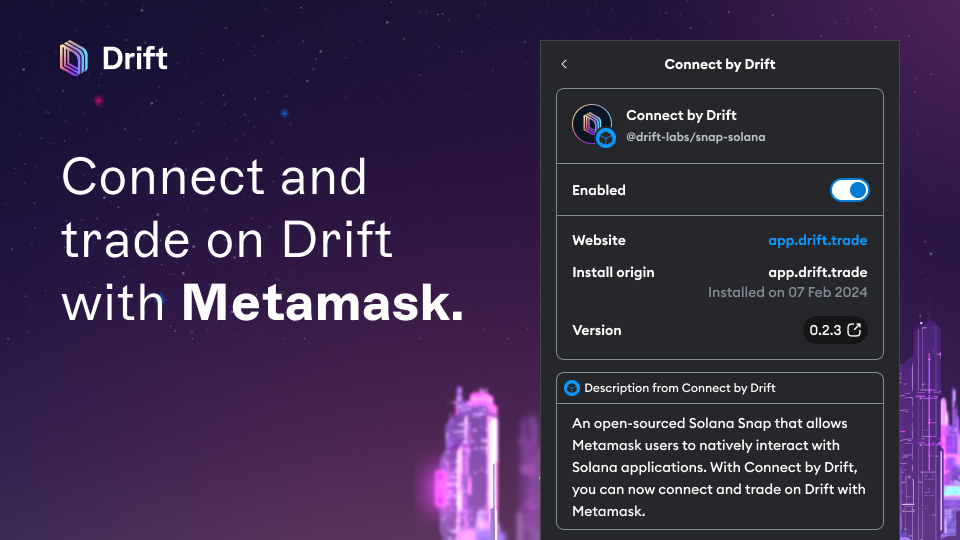 Drift
Connect and
trade on Drift
with Metamask.
Connect by Drift
Connect by Drift
@drift-labs/snap-solana
Enabled
Website app.drift.trade
Install origin app.drift.trade
Installed on 07 Feb 2024
Version 0.2.3
Description from Connect by Drift
An open-sourced Solana Snap that allows
Metamask users to natively interact with
Solana applications. With Connect by Drift,
you can now connect and trade on Drift with
Metamask.